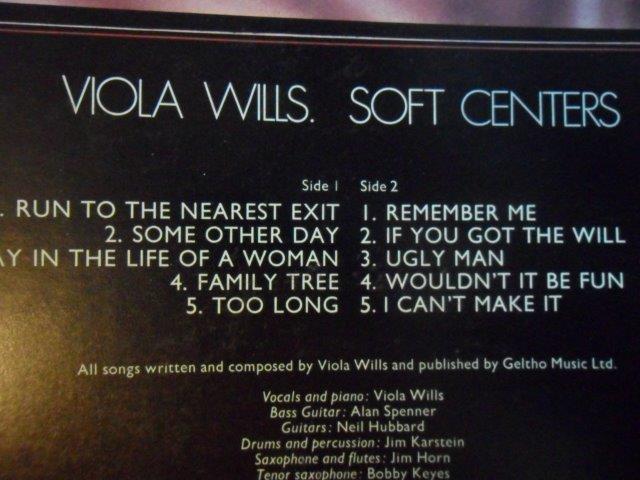 VIOLA WILLS. SOFT CENTERS
Side 1
. RUN TO THE NEAREST EXIT
2. SOME OTHER DAY
AY IN THE LIFE OF A WOMAN
4. FAMILY TREE
5. TOO LONG
Side 2
1. REMEMBER ME
2. IF YOU GOT THE WILL
3. UGLY MAN
4. WOULDN'T IT BE FUN
5. I CAN'T MAKE IT
All songs written and composed by Viola Wills and published by Geltho Music Ltd.
Vocals and piano: Viola Wills
Bass Guitar: Alan Spenner
Guitars: Neil Hubbard
Drums and percussion: Jim Karstein
Saxophone and flutes: Jim Horn
Tenor saxophone: Bobby Keyes